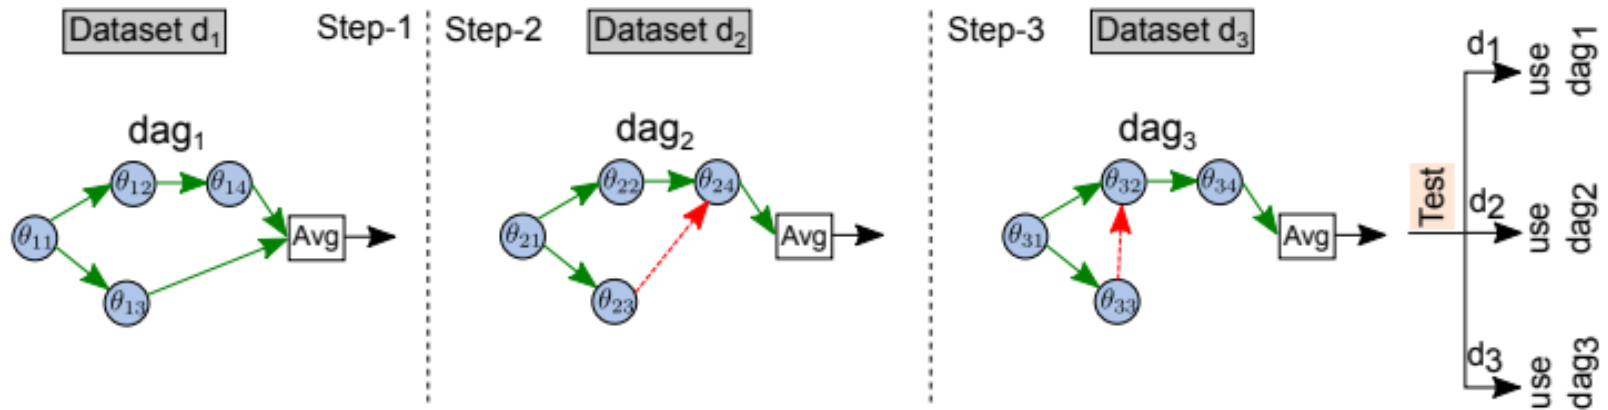 Dataset d₁
Step-1
Step-2
Dataset d₂
Step-3
Dataset d₃
dag₁
θ₁₂
θ₁₄
θ₁₁
Avg
θ₁₃
dag₂
θ₂₂
θ₂₄
θ₂₁
Avg
θ₂₃
dag₃
θ₃₂
θ₃₄
θ₃₁
Avg
θ₃₃
Test
d₁
use
dag1
d₂
use
dag2
d₃
use
dag3